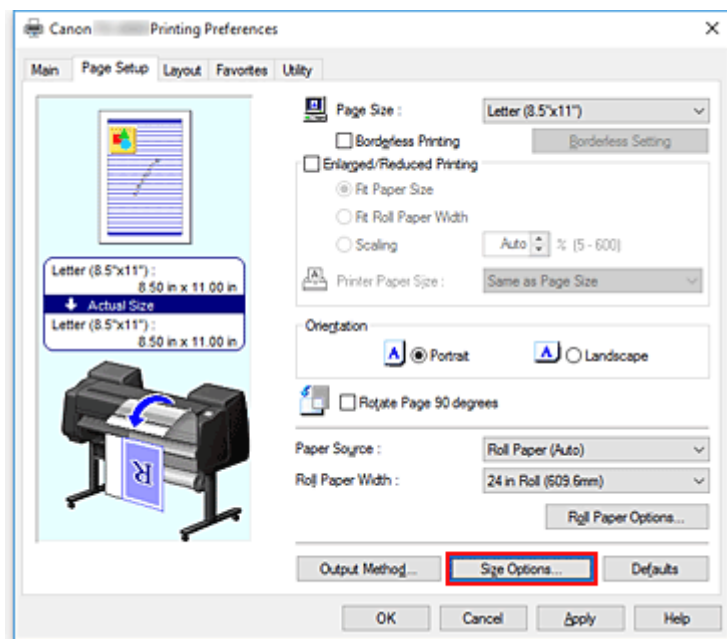 Canon Printing Preferences
Main Page Setup Layout Favorites Utility
Page Size : Letter (8.5"x11")
Borderless Printing Borderless Setting
Enlarged/Reduced Printing
Fit Paper Size
Fit Roll Paper Width
Scaling Auto % (5 - 600)
Printer Paper Size : Same as Page Size
Letter (8.5"x11") :
8.50 in x 11.00 in
Actual Size
Letter (8.5"x11") :
8.50 in x 11.00 in
Orientation
A Portrait A Landscape
Rotate Page 90 degrees
Paper Source : Roll Paper (Auto)
Roll Paper Width : 24 in Roll (609.6mm)
Roll Paper Options...
R
Output Method... Size Options... Defaults
OK Cancel Apply Help